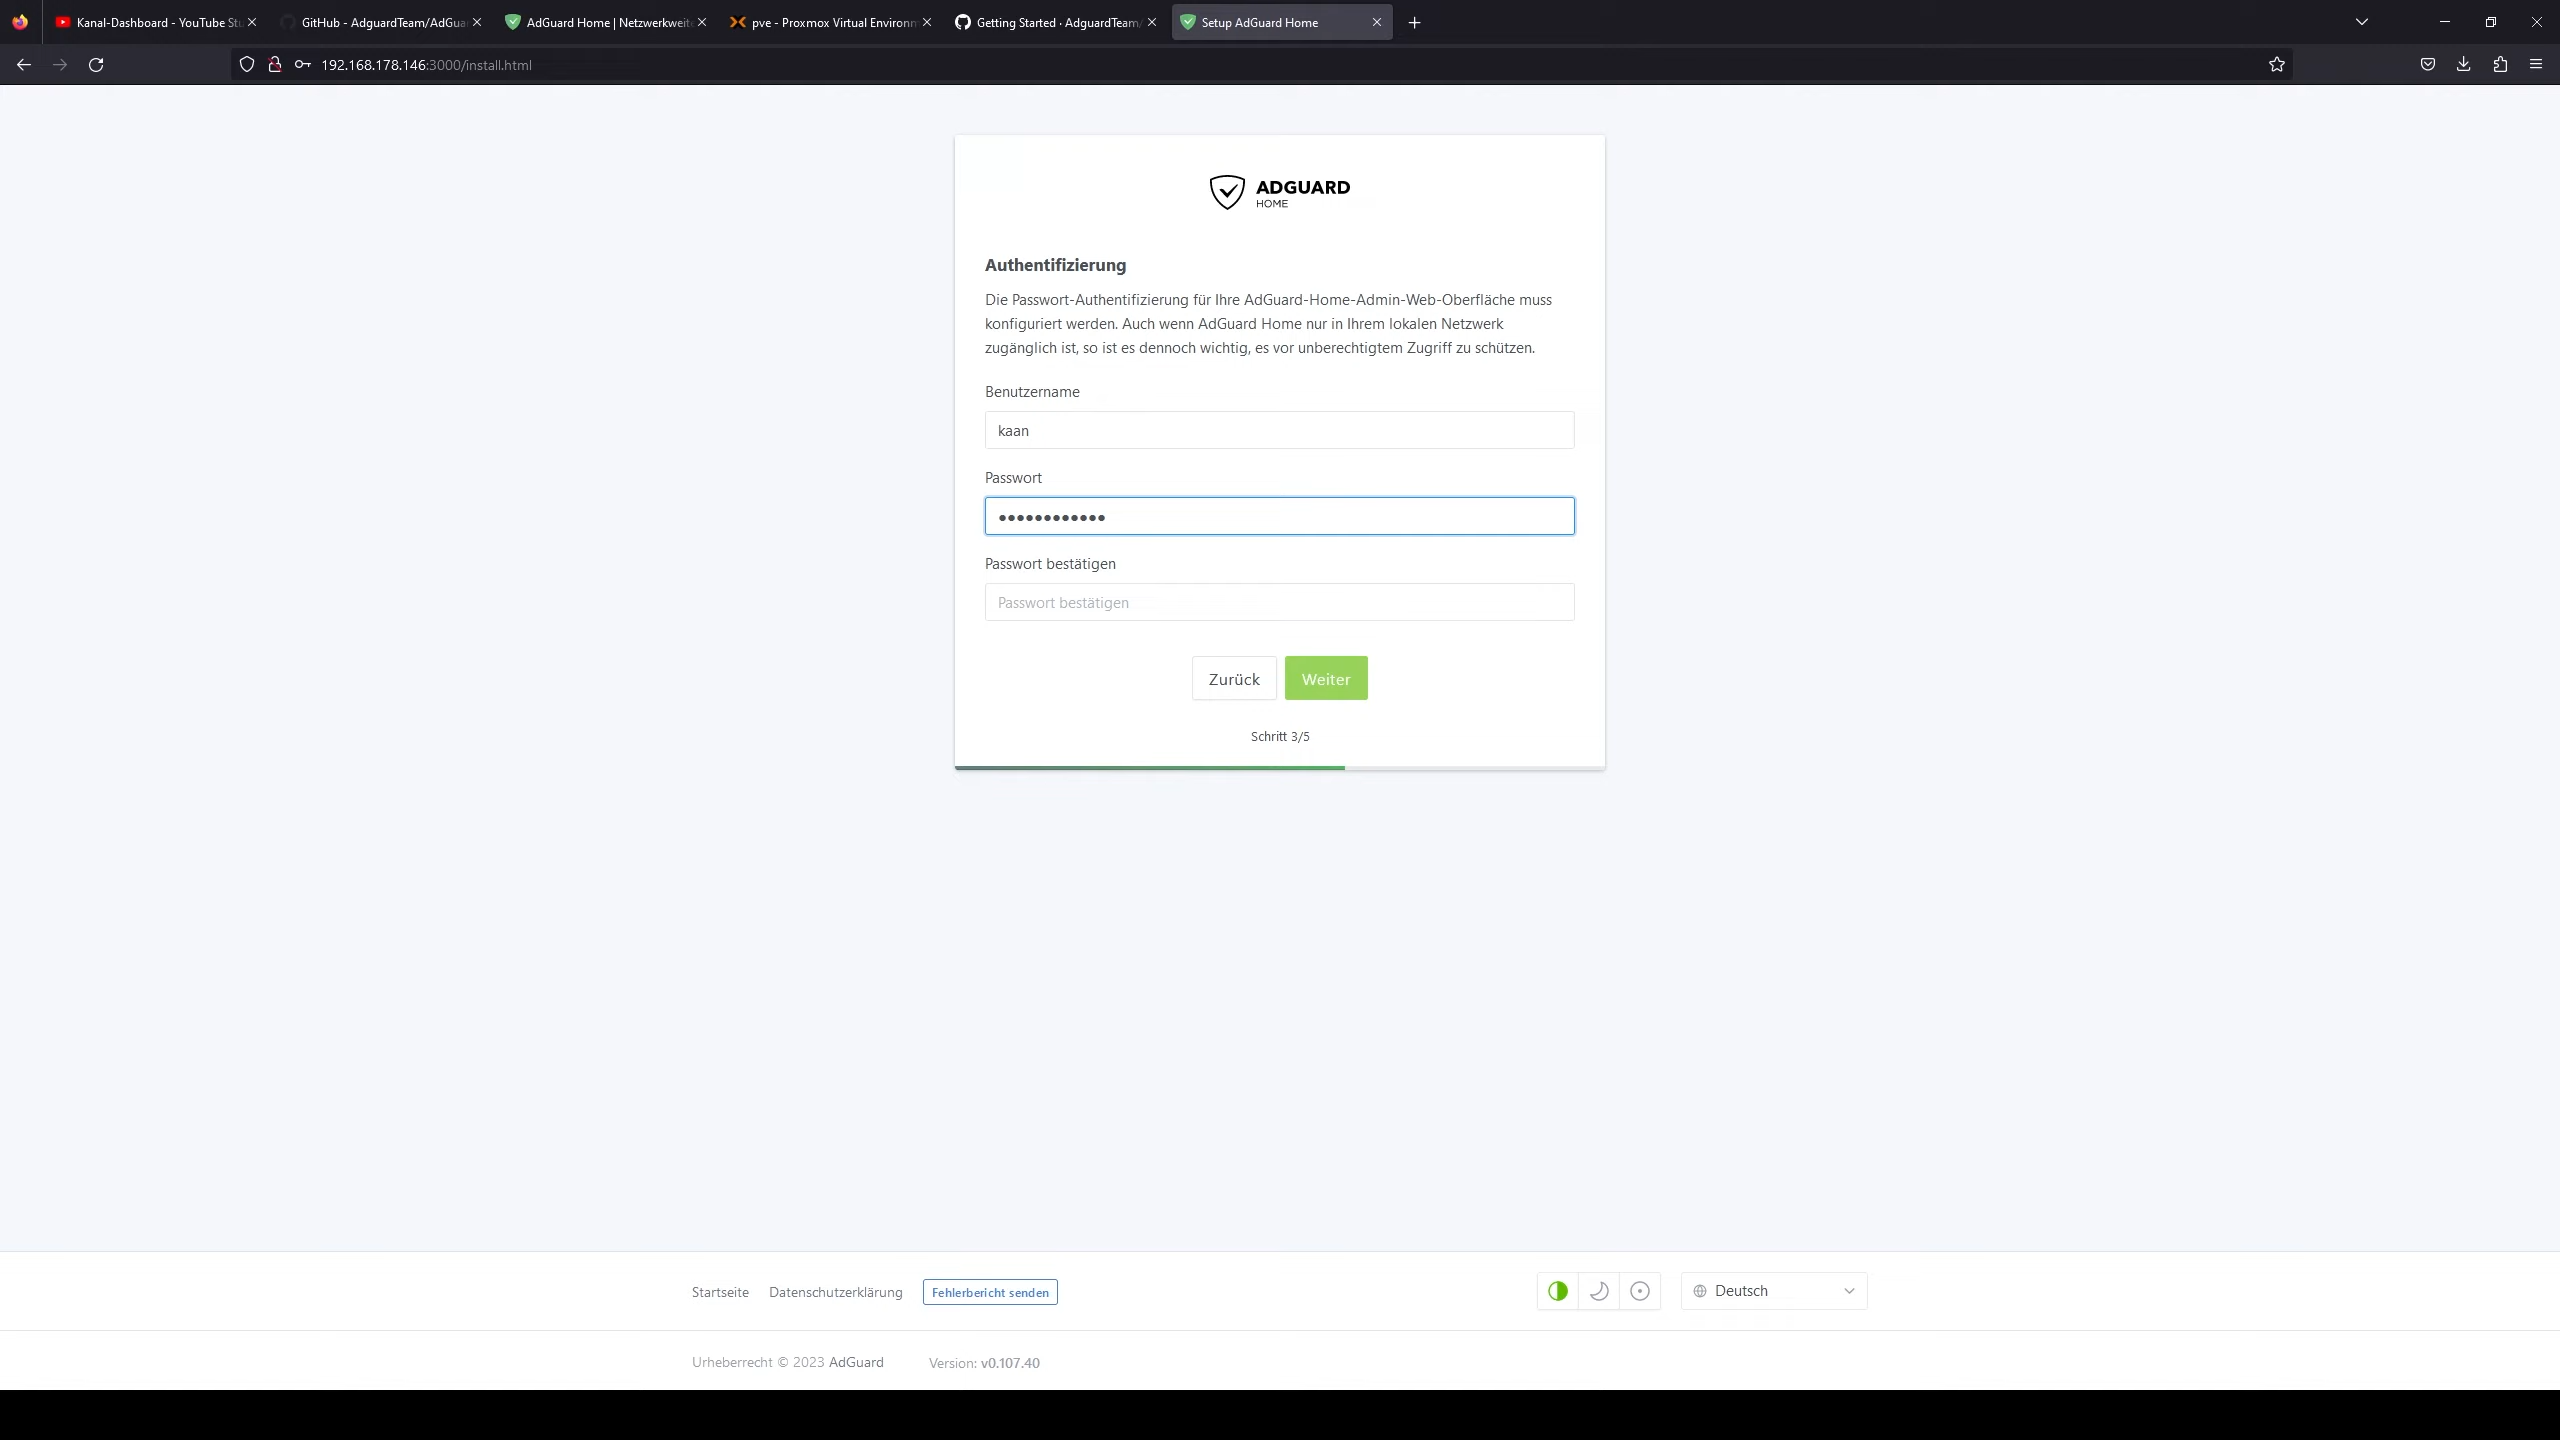 Kanal-Dashboard - YouTube Stu
GitHub - AdguardTeam/AdGua
AdGuard Home | Netzwerkweite
pve - Proxmox Virtual Environm
Getting Started · AdguardTeam/
Setup AdGuard Home
192.168.178.146:3000/install.html
ADGUARD
HOME
Authentifizierung
Die Passwort-Authentifizierung für Ihre AdGuard-Home-Admin-Web-Oberfläche muss
konfiguriert werden. Auch wenn AdGuard Home nur in Ihrem lokalen Netzwerk
zugänglich ist, so ist es dennoch wichtig, es vor unberechtigtem Zugriff zu schützen.
Benutzername
kaan
Passwort
●●●●●●●●●●●●
Passwort bestätigen
Passwort bestätigen
Zurück Weiter
Schritt 3/5
Startseite Datenschutzerklärung Fehlerbericht senden Deutsch
Urheberrecht © 2023 AdGuard Version: v0.107.40